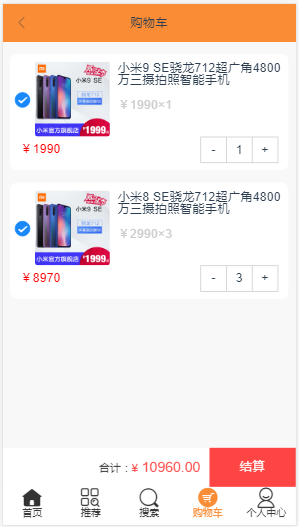 购物车
小米9 SE骁龙712超广角4800
万三摄拍照智能手机
¥1990×1
小米9 SE
小米官方旗舰店
¥1999
¥1990
-
1
+
小米8 SE骁龙712超广角4800
万三摄拍照智能手机
¥2990×3
小米9 SE
小米官方旗舰店
¥1999
¥8970
-
3
+
合计：¥ 10960.00
结算
首页
推荐
搜索
购物车
个人中心